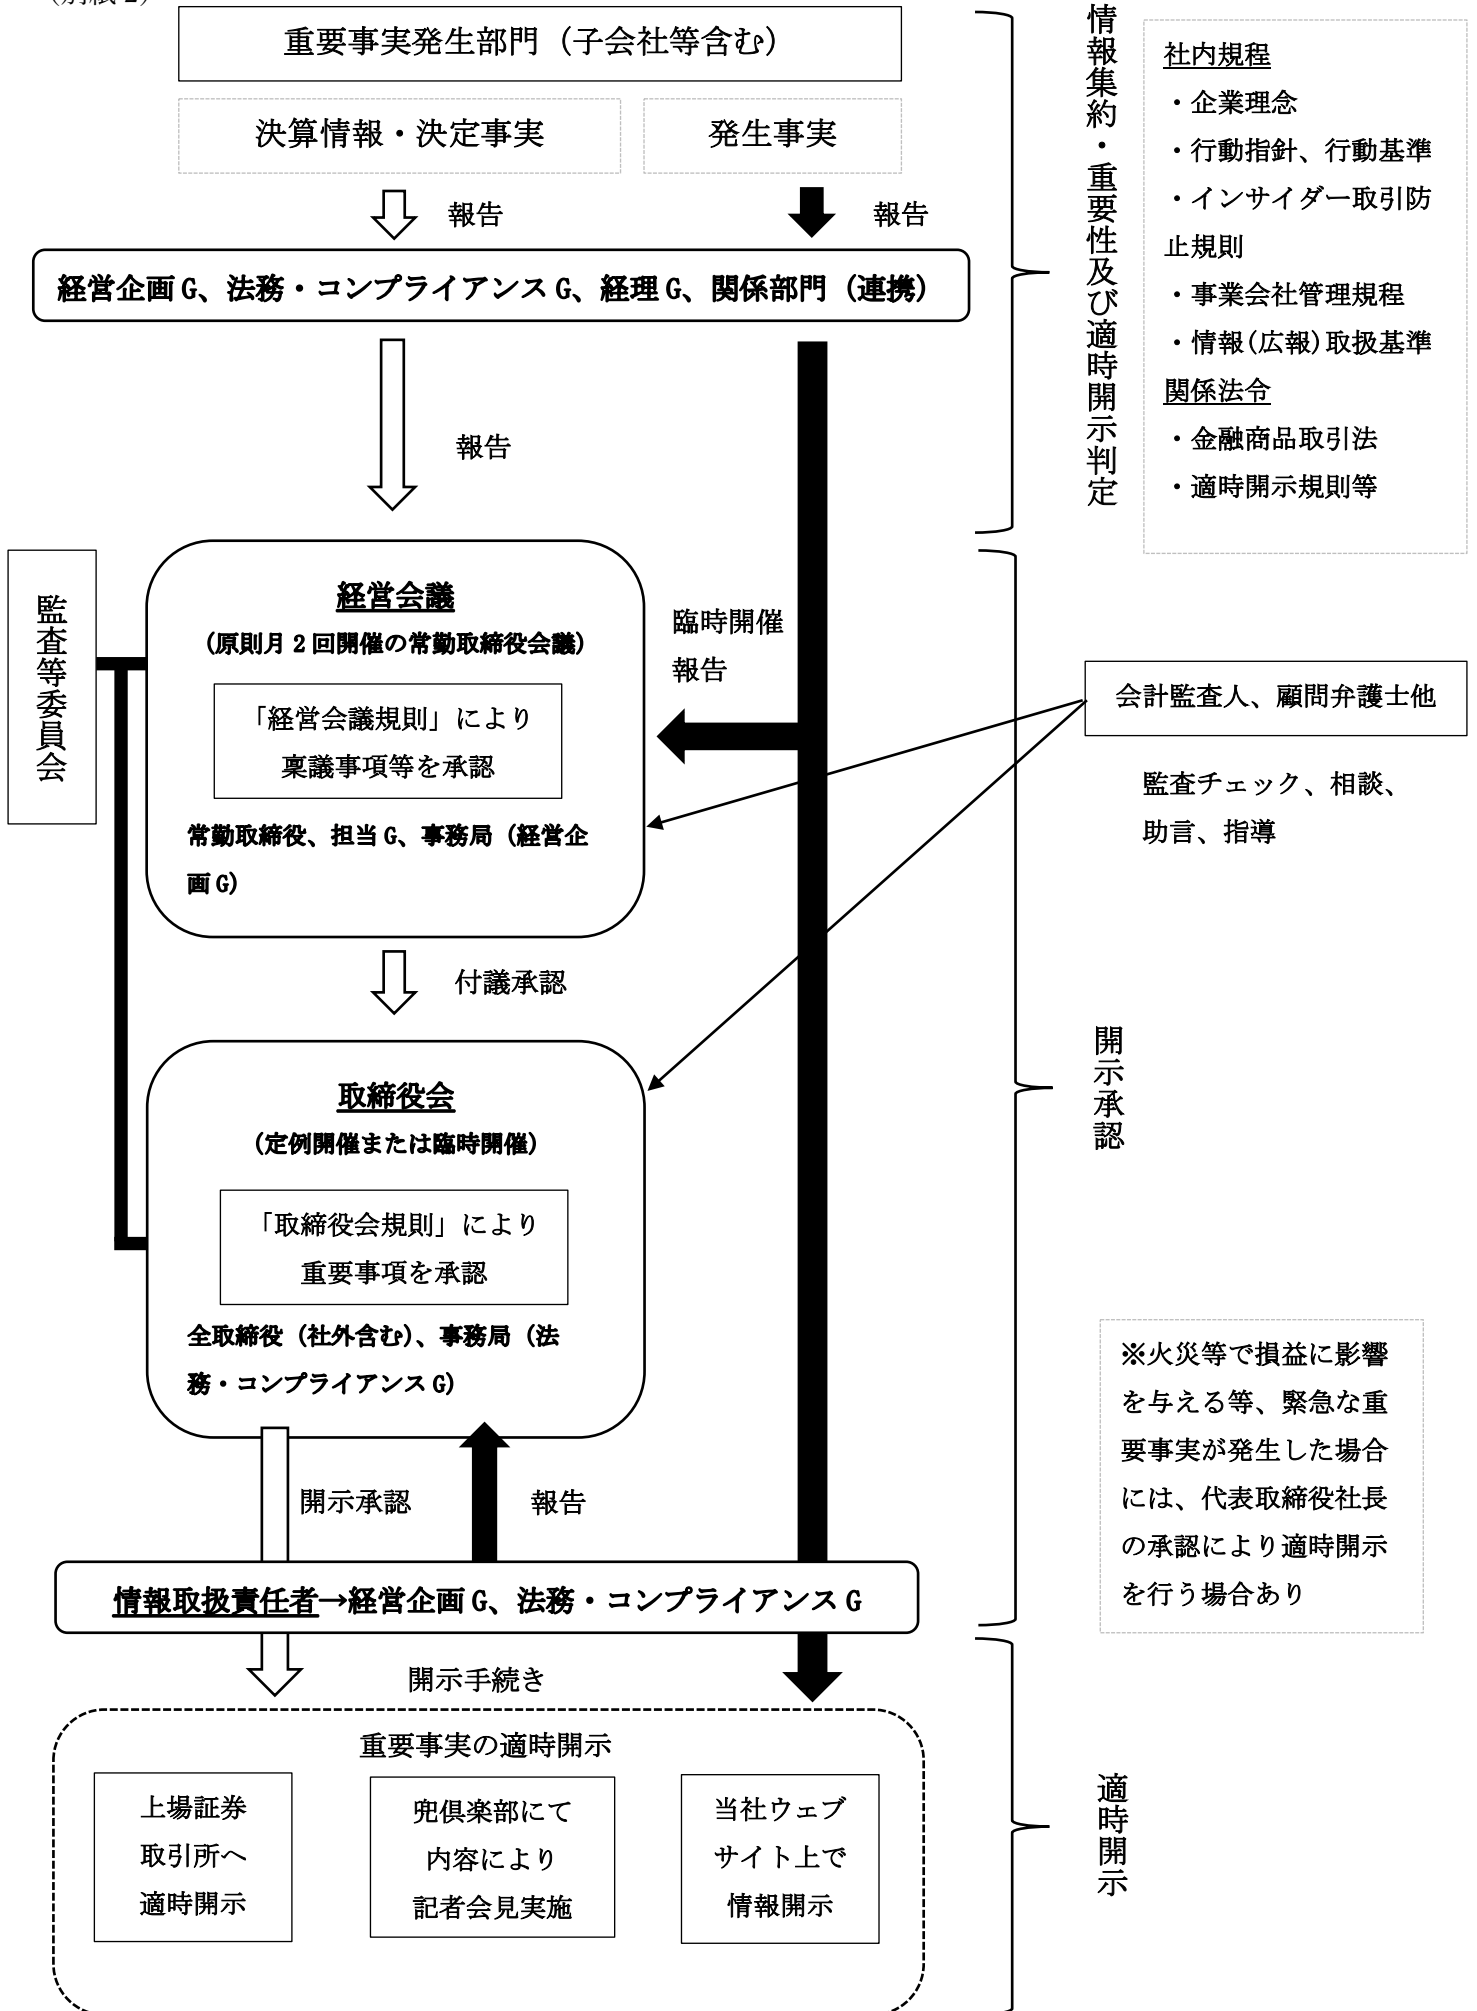 重要事実発生部門（子会社等含む）
決算情報・決定事実
発生事実
報告
報告
経営企画G、法務・コンプライアンスG、経理G、関係部門（連携）
報告
情報集約・重要性及び適時開示判定
社内規程
・企業理念
・行動指針、行動基準
・インサイダー取引防
止規則
・事業会社管理規程
・情報(広報)取扱基準
関係法令
・金融商品取引法
・適時開示規則等
監査等委員会
経営会議
（原則月2回開催の常勤取締役会議）
「経営会議規則」により
稟議事項等を承認
常勤取締役、担当G、事務局（経営企
画G）
臨時開催
報告
会計監査人、顧問弁護士他
監査チェック、相談、
助言、指導
付議承認
取締役会
（定例開催または臨時開催）
「取締役会規則」により
重要事項を承認
全取締役（社外含む）、事務局（法
務・コンプライアンスG）
開示承認
開示承認
報告
※火災等で損益に影響
を与える等、緊急な重
要事実が発生した場合
には、代表取締役社長
の承認により適時開示
を行う場合あり
情報取扱責任者→経営企画G、法務・コンプライアンスG
開示手続き
重要事実の適時開示
上場証券
取引所へ
適時開示
兜倶楽部にて
内容により
記者会見実施
当社ウェブ
サイト上で
情報開示
適時開示